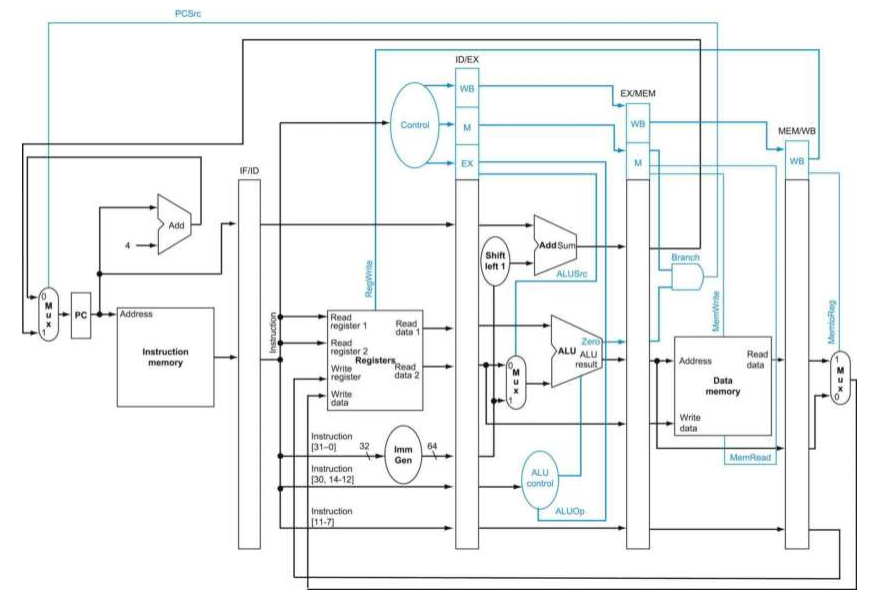 PCSrc
ID/EX
WB
EX/MEM
Control
M
WB
MEM/WB
EX
M
WB
IF/ID
Add
4
Shift
left 1
Add Sum
ALUSrc
Branch
RegWrite
MemWrite
MemtoReg
0
M
u
x
1
PC
Address
Instruction
memory
Instruction
Read
register 1
Read
data 1
Read
register 2
Registers
Write
register
Read
data 2
Write
data
Zero
ALU
ALU
result
0
M
u
x
1
Address
Read
data
Data
memory
Write
data
1
M
u
x
0
MemRead
Instruction
[31–0]
32
Imm
Gen
64
Instruction
[30, 14-12]
ALU
control
Instruction
[11-7]
ALUOp